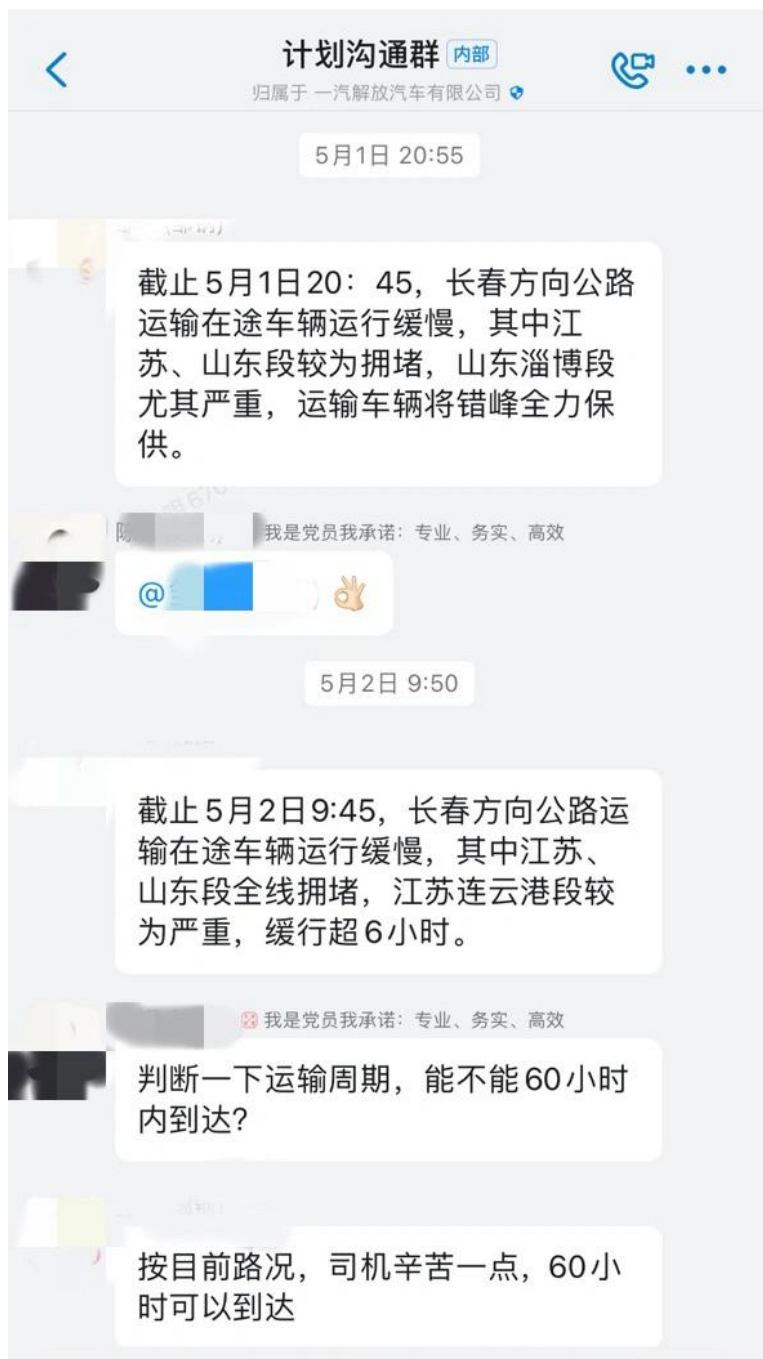 计划沟通群 内部
归属于 一汽解放汽车有限公司
5月1日 20:55
截止5月1日20：45，长春方向公路
运输在途车辆运行缓慢，其中江
苏、山东段较为拥堵，山东淄博段
尤其严重，运输车辆将错峰全力保
供。
我是党员我承诺：专业、务实、高效
@
5月2日 9:50
截止5月2日9:45，长春方向公路运
输在途车辆运行缓慢，其中江苏、
山东段全线拥堵，江苏连云港段较
为严重，缓行超6小时。
我是党员我承诺：专业、务实、高效
判断一下运输周期，能不能60小时
内到达?
按目前路况，司机辛苦一点，60小
时可以到达